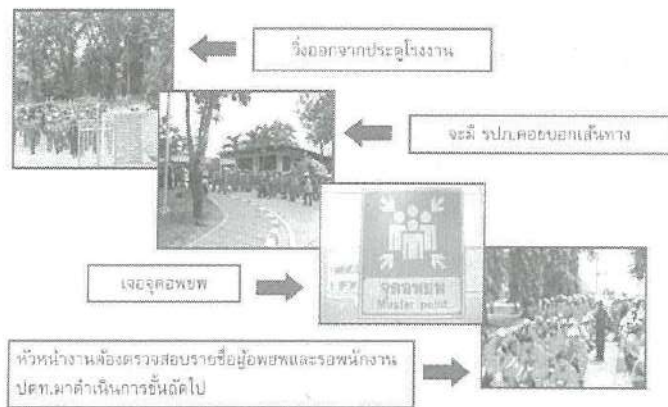 วิ่งออกจากประตูโรงงาน
จะมี รปภ.คอยบอกเส้นทาง
เจอจุดอพยพ
จุดอพยพ
Muster point
หัวหน้างานต้องตรวจสอบรายชื่อผู้อพยพและรอพนักงาน
ปตท.มาดำเนินการขั้นถัดไป